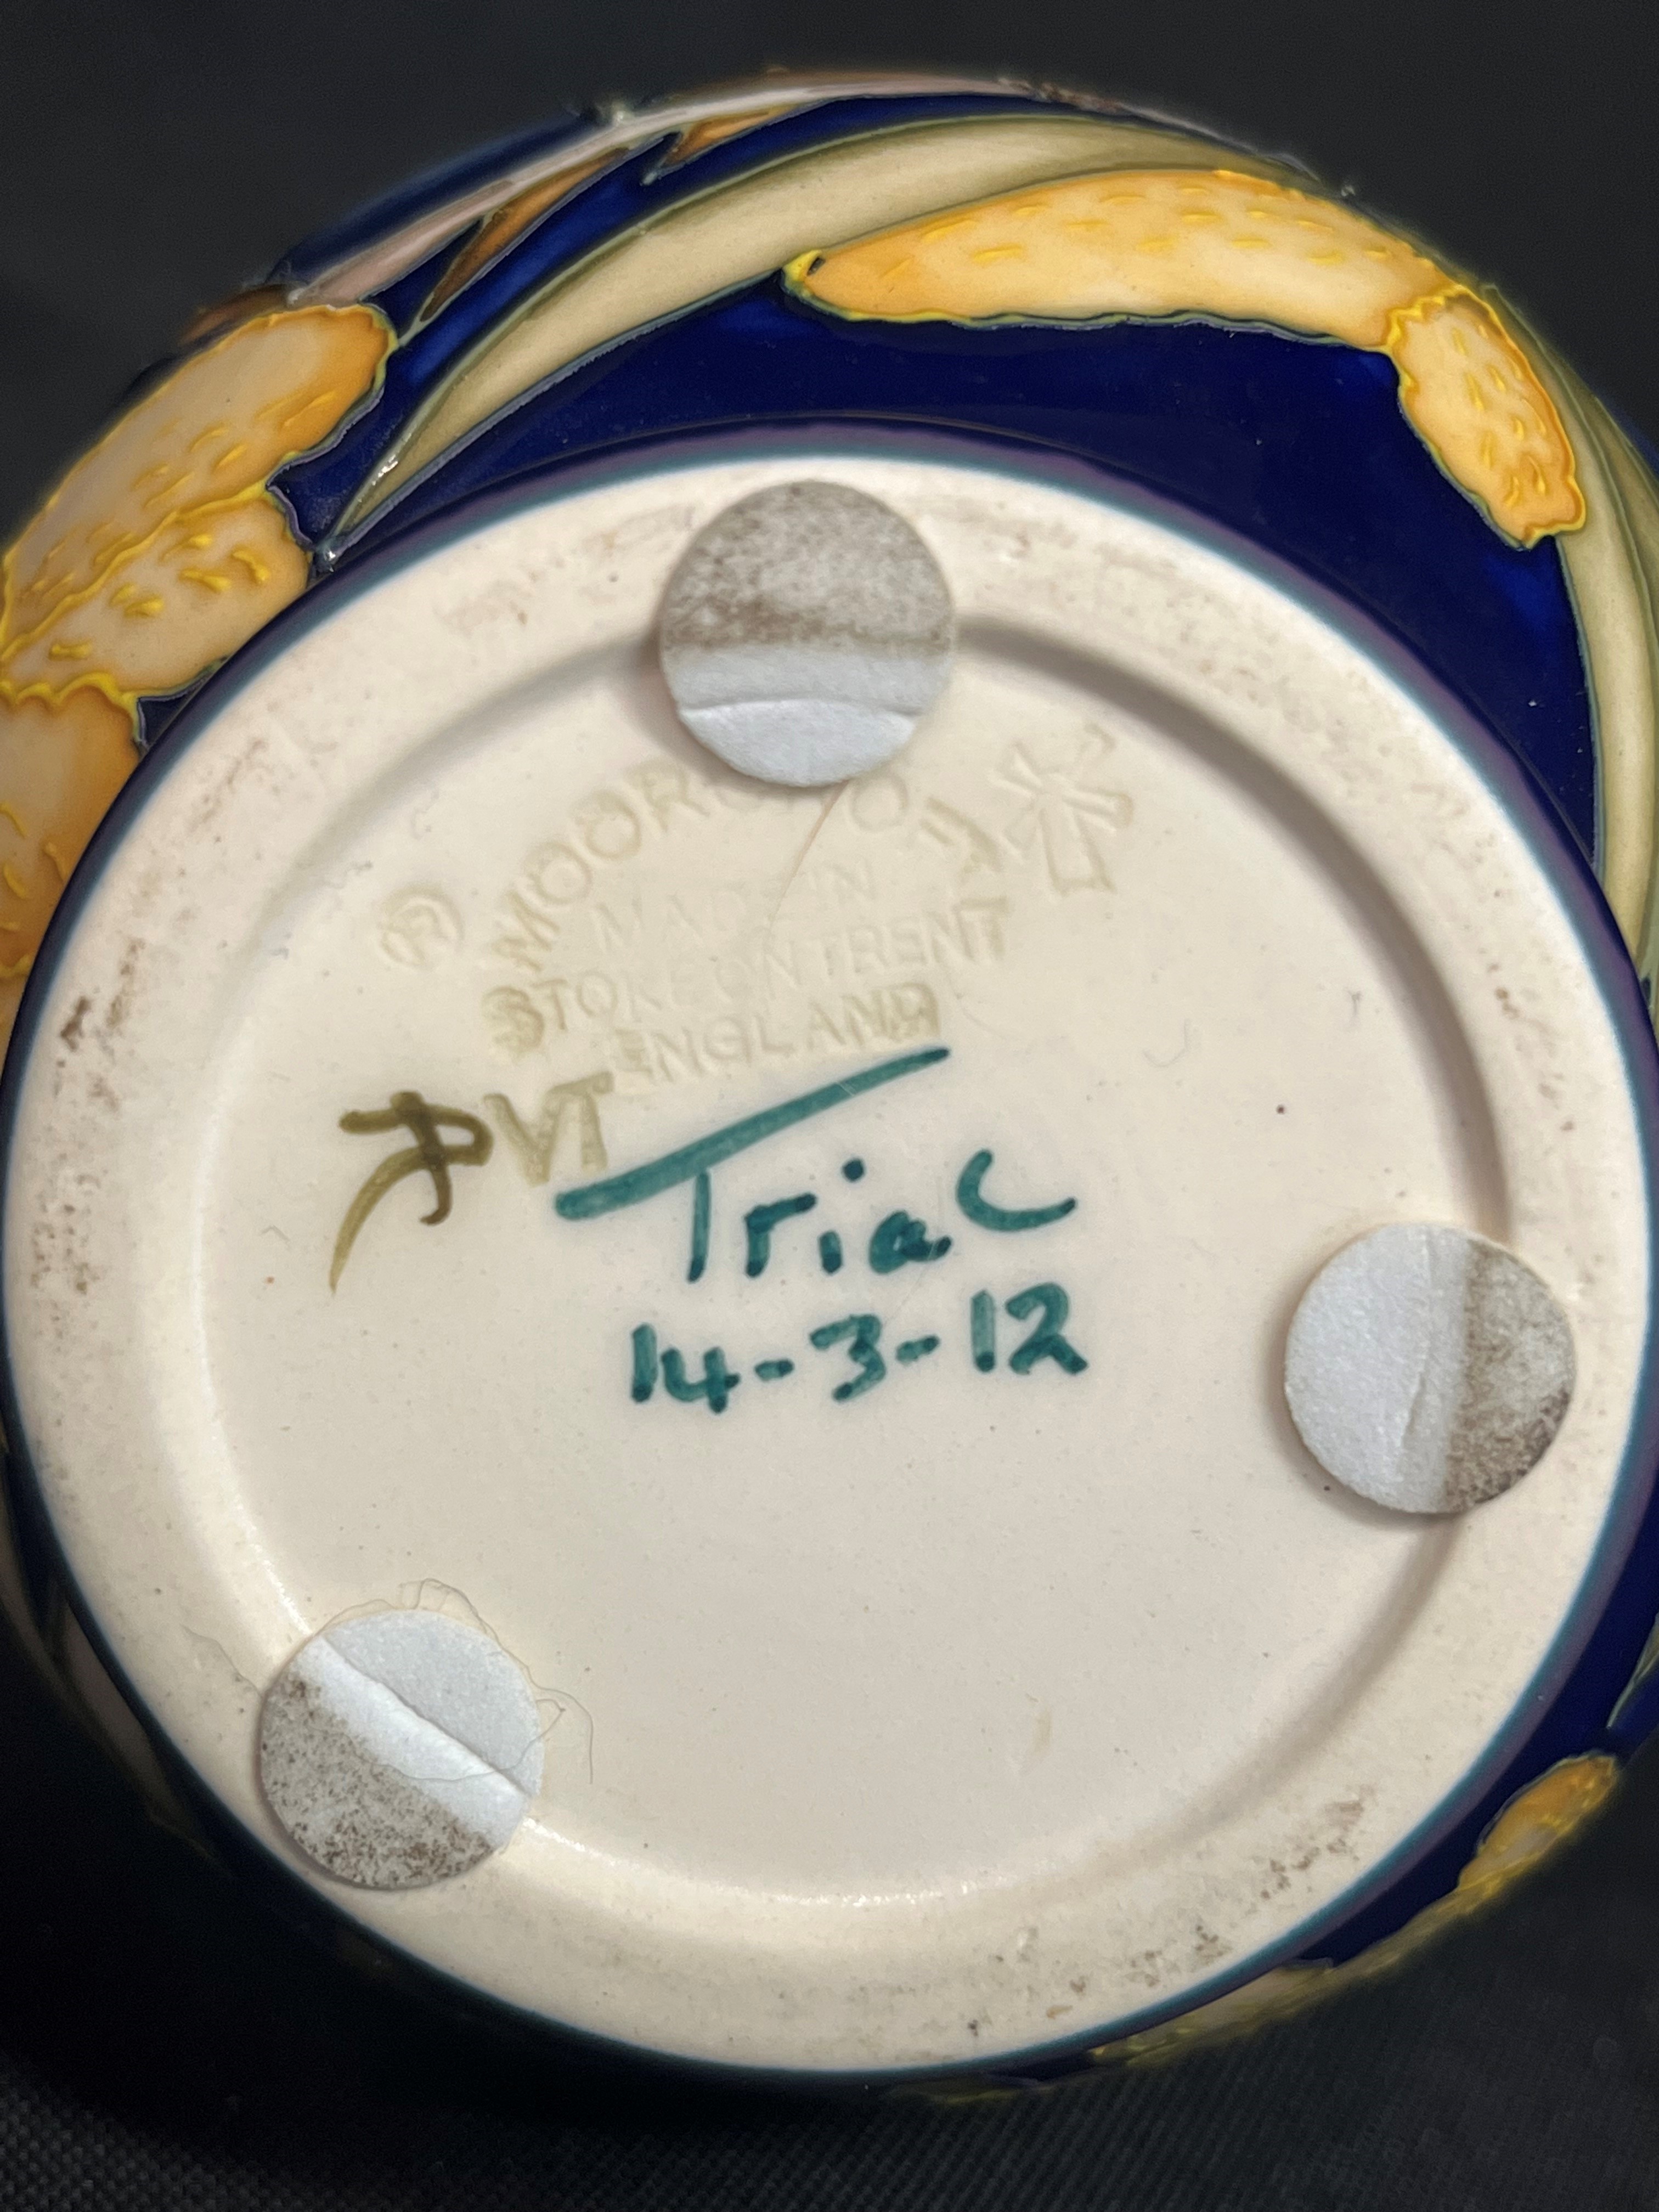 MOORCROFT
®
MADE IN
STOKE ON TRENT
ENGLAND
VT
Trial
14-3-12